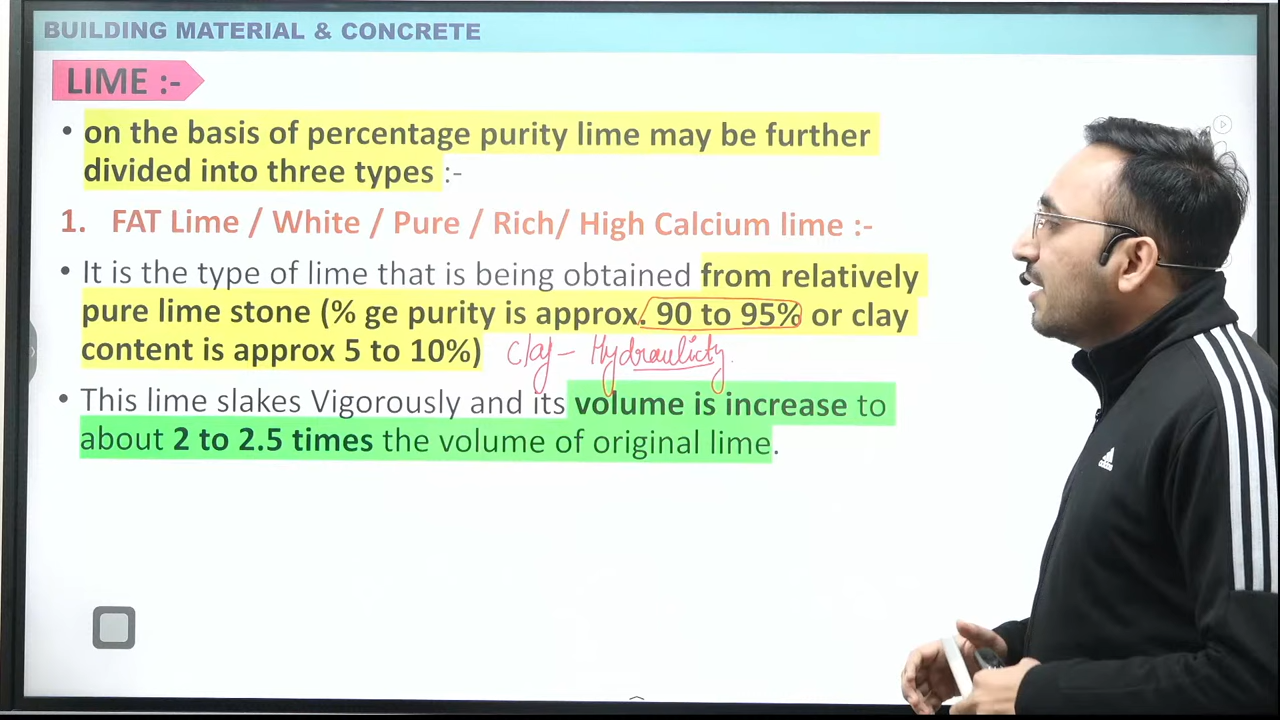 BUILDING MATERIAL & CONCRETE
LIME :-
• on the basis of percentage purity lime may be further
divided into three types :-
1. FAT Lime / White / Pure / Rich/ High Calcium lime :-
• It is the type of lime that is being obtained from relatively
pure lime stone (% ge purity is approx. 90 to 95% or clay
content is approx 5 to 10%) Clay – Hydraulicty.
• This lime slakes Vigorously and its volume is increase to
about 2 to 2.5 times the volume of original lime.
adidas